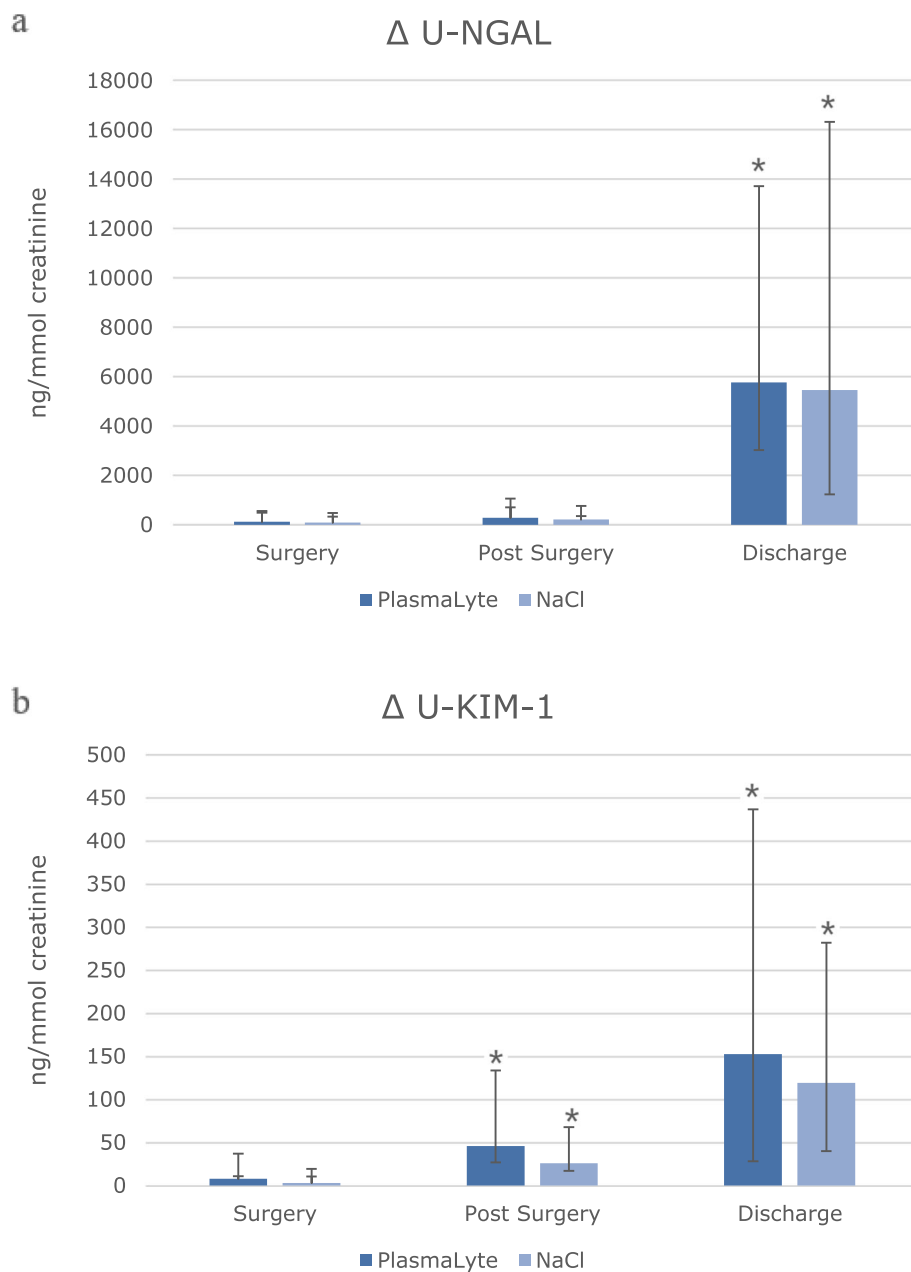 a
Δ U-NGAL
18000
16000
14000
12000
10000
8000
6000
4000
2000
0
ng/mmol creatinine
* *
Surgery Post Surgery Discharge
PlasmaLyte NaCl
b
Δ U-KIM-1
500
450
400
350
300
250
200
150
100
50
0
ng/mmol creatinine
* * * *
Surgery Post Surgery Discharge
PlasmaLyte NaCl